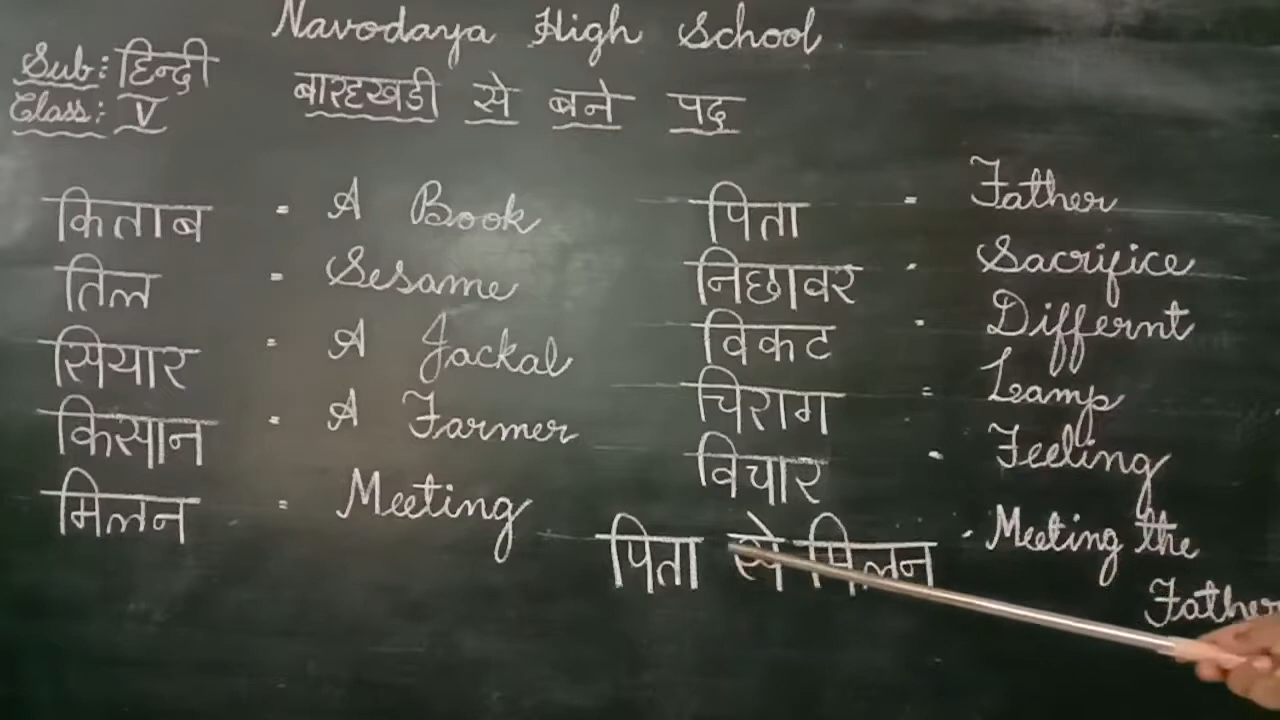 Navodaya High School
Sub: हिन्दी
बारहखडी से बने पद
Class: V
किताब = A Book
तिल = Sesame
सियार = A Jackal
किसान = A Farmer
मिलन = Meeting
पिता = Father
निछावर - Sacrifice
विकट - Differnt
चिराग = Lamp
विचार - Feeling
पिता से मिलन - Meeting the
Father